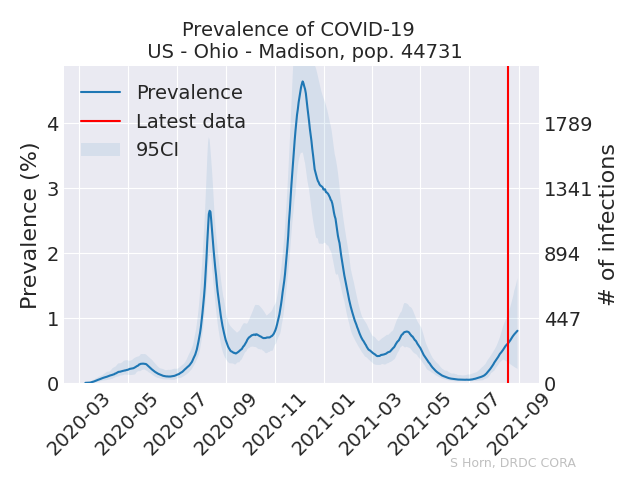 Prevalence of COVID-19
US - Ohio - Madison, pop. 44731
Prevalence
Latest data
95CI
Prevalence (%)
4
3
2
1
0
1789
1341
894
447
0
# of infections
2020-03
2020-05
2020-07
2020-09
2020-11
2021-01
2021-03
2021-05
2021-07
2021-09
S Horn, DRDC CORA